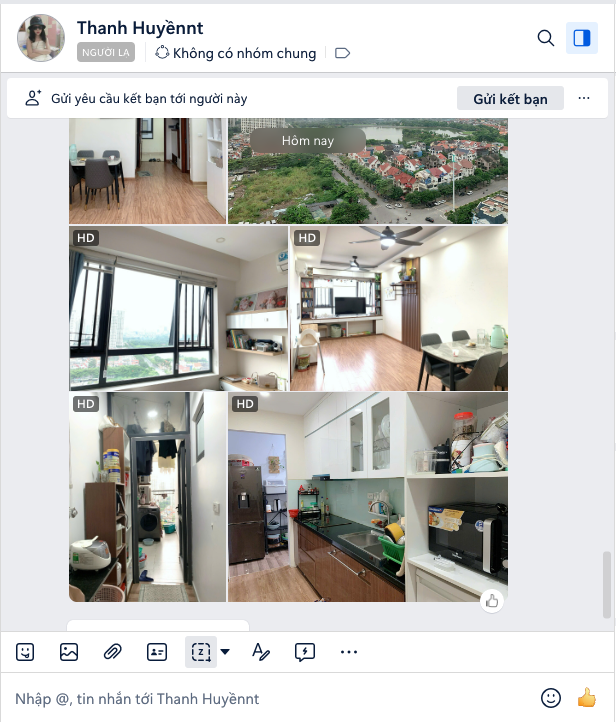 Thanh Huyềnnt
NGƯỜI LẠ
Không có nhóm chung
Gửi yêu cầu kết bạn tới người này
Gửi kết bạn
Hôm nay
HD
HD
HD
HD
Z
Nhập @, tin nhắn tới Thanh Huyềnnt